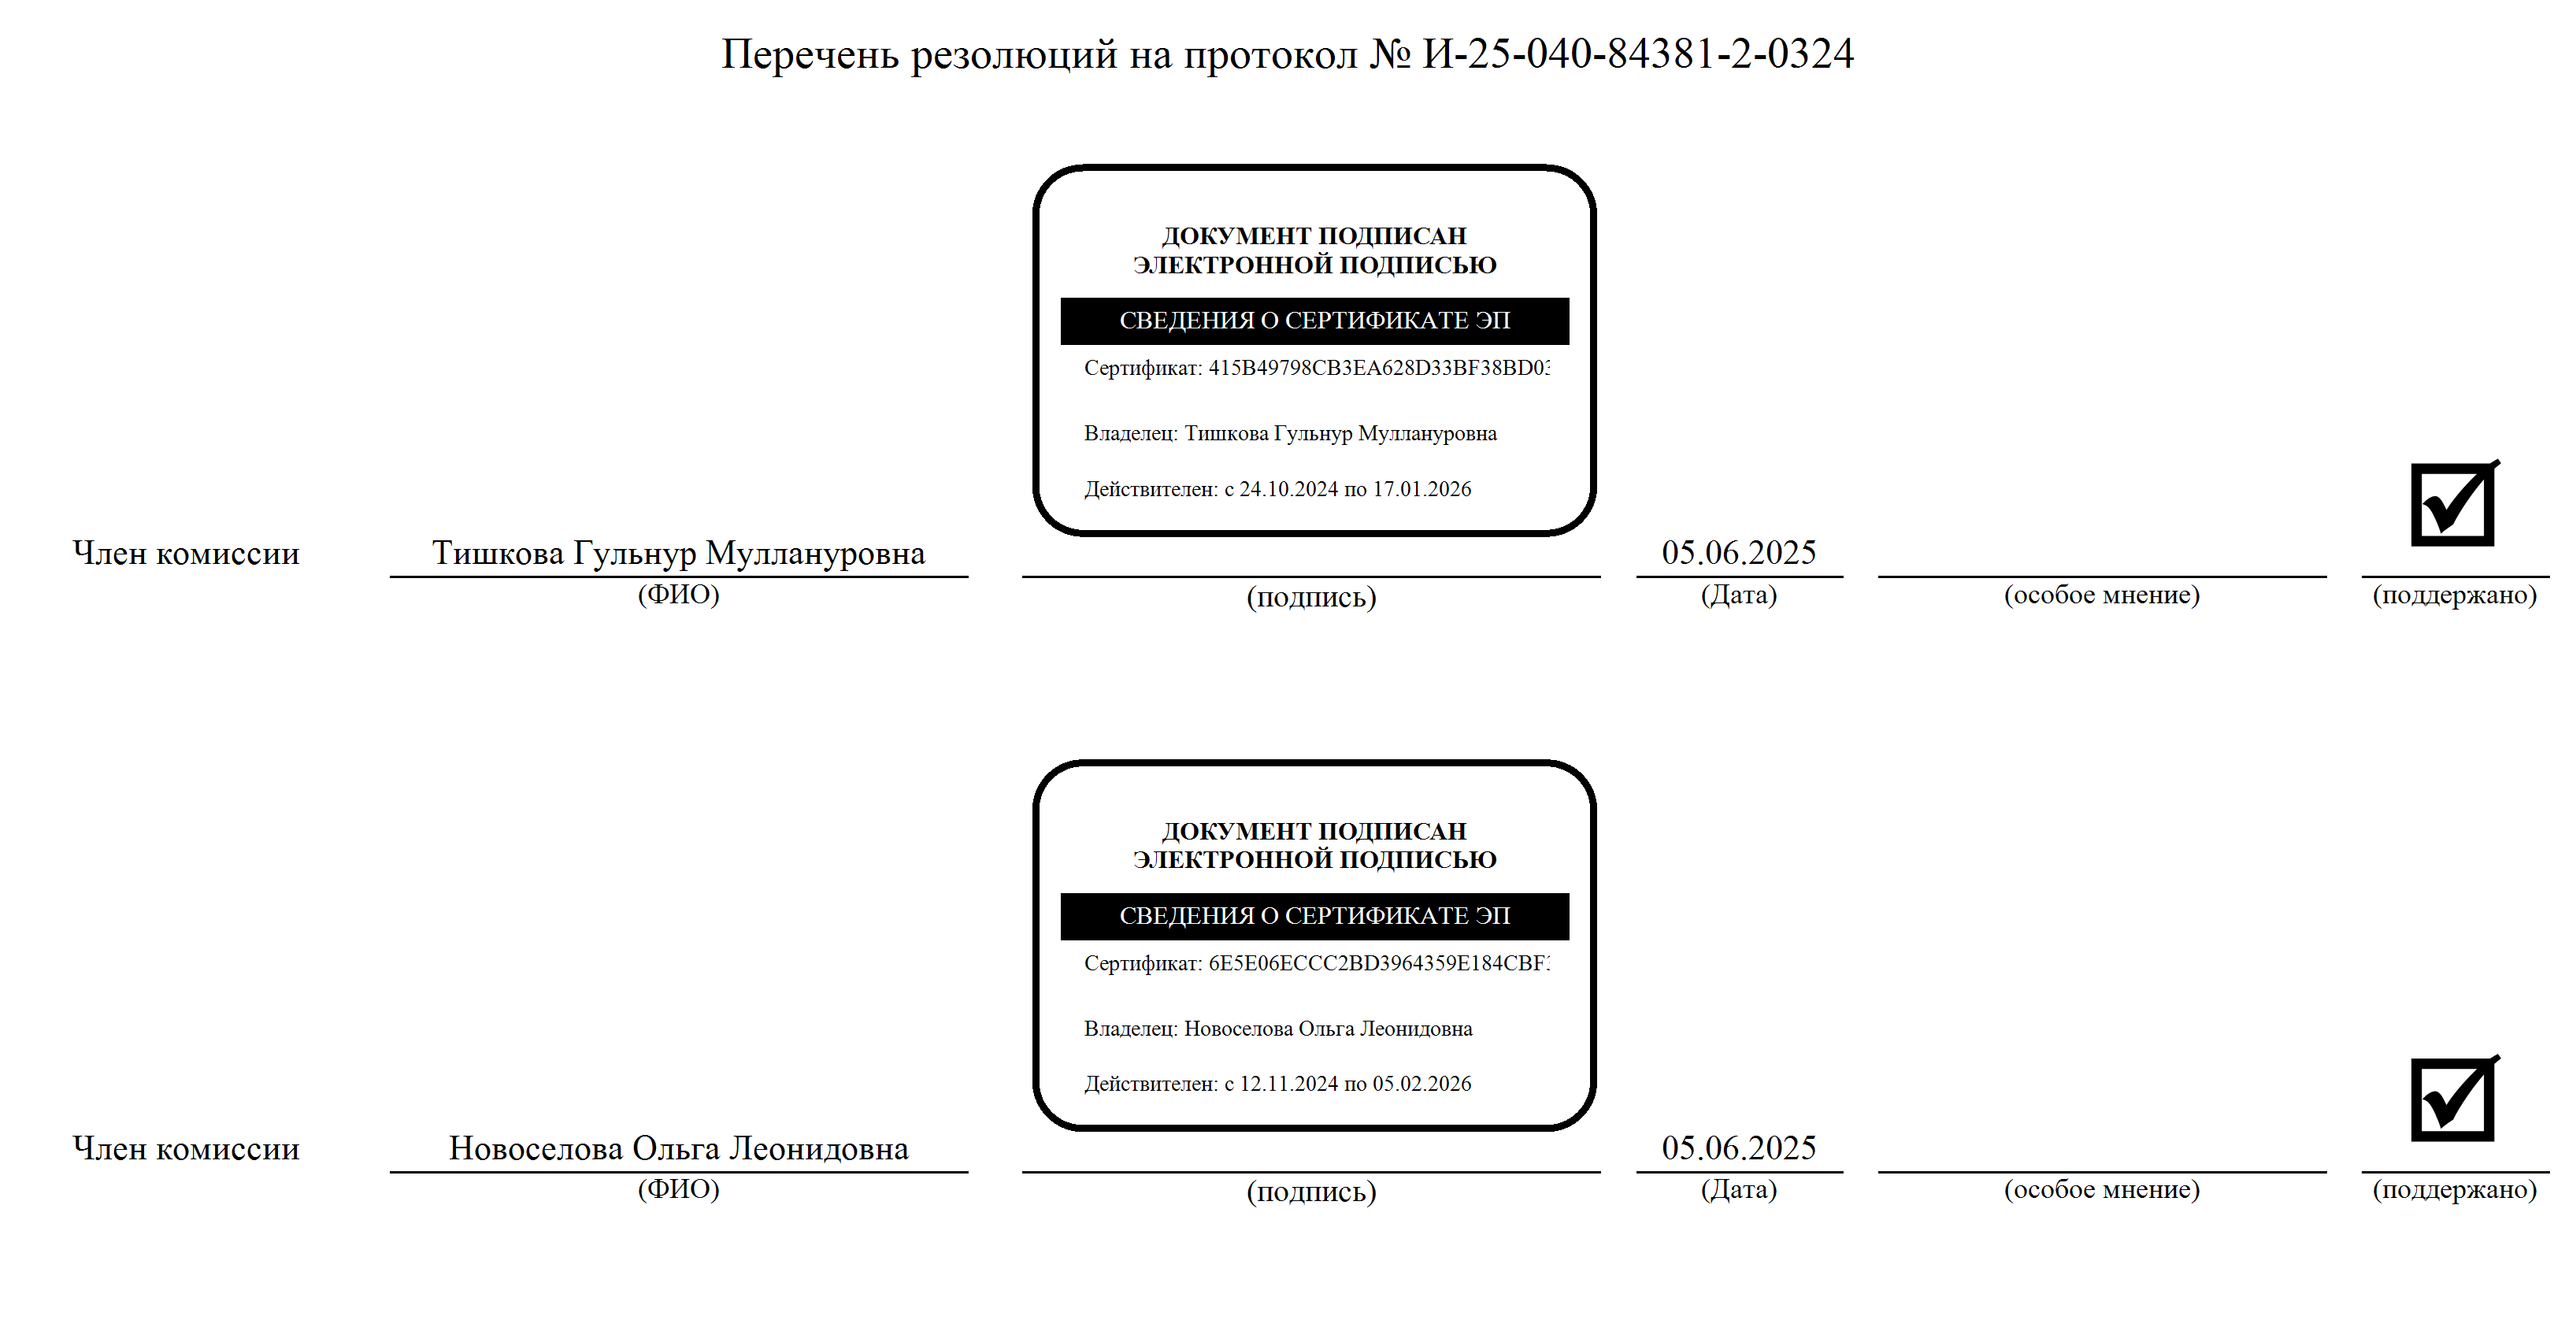 Перечень резолюций на протокол № И-25-040-84381-2-0324
ДОКУМЕНТ ПОДПИСАН
ЭЛЕКТРОННОЙ ПОДПИСЬЮ
СВЕДЕНИЯ О СЕРТИФИКАТЕ ЭП
Сертификат: 415B49798CB3EA628D33BF38BD03
Владелец: Тишкова Гульнур Муллануровна
Действителен: с 24.10.2024 по 17.01.2026
Член комиссии Тишкова Гульнур Муллануровна 05.06.2025
(ФИО) (подпись) (Дата) (особое мнение) (поддержано)
ДОКУМЕНТ ПОДПИСАН
ЭЛЕКТРОННОЙ ПОДПИСЬЮ
СВЕДЕНИЯ О СЕРТИФИКАТЕ ЭП
Сертификат: 6E5E06ECCC2BD3964359E184CBF3
Владелец: Новоселова Ольга Леонидовна
Действителен: с 12.11.2024 по 05.02.2026
Член комиссии Новоселова Ольга Леонидовна 05.06.2025
(ФИО) (подпись) (Дата) (особое мнение) (поддержано)